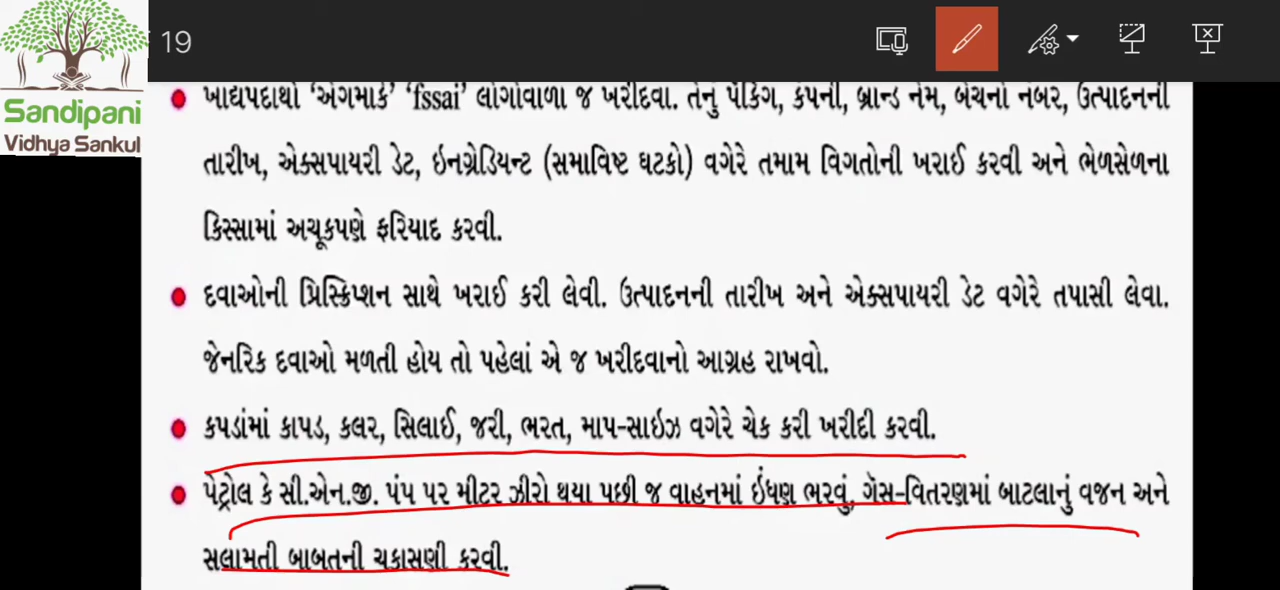 19
Sandipani
Vidhya Sankul
ખાદ્યપદાર્થો ‘એગમાર્ક’ ‘fssai’ લોગોવાળા જ ખરીદવા. તેનું પેકિંગ, કંપની, બ્રાન્ડ નેમ, બેચનો નંબર, ઉત્પાદનની
તારીખ, એક્સપાયરી ડેટ, ઇનગ્રેડિયન્ટ (સમાવિષ્ટ ઘટકો) વગેરે તમામ વિગતોની ખરાઈ કરવી અને ભેળસેળના
કિસ્સામાં અચૂકપણે ફરિયાદ કરવી.
દવાઓની પ્રિસ્ક્રિપ્શન સાથે ખરાઈ કરી લેવી. ઉત્પાદનની તારીખ અને એક્સપાયરી ડેટ વગેરે તપાસી લેવા.
જેનરિક દવાઓ મળતી હોય તો પહેલાં એ જ ખરીદવાનો આગ્રહ રાખવો.
કપડાંમાં કાપડ, કલર, સિલાઈ, જરી, ભરત, માપ-સાઇઝ વગેરે ચેક કરી ખરીદી કરવી.
પેટ્રોલ કે સી.એન.જી. પંપ પર મીટર ઝીરો થયા પછી જ વાહનમાં ઈંધણ ભરવું, ગૅસ-વિતરણમાં બાટલાનું વજન અને
સલામતી બાબતની ચકાસણી કરવી.